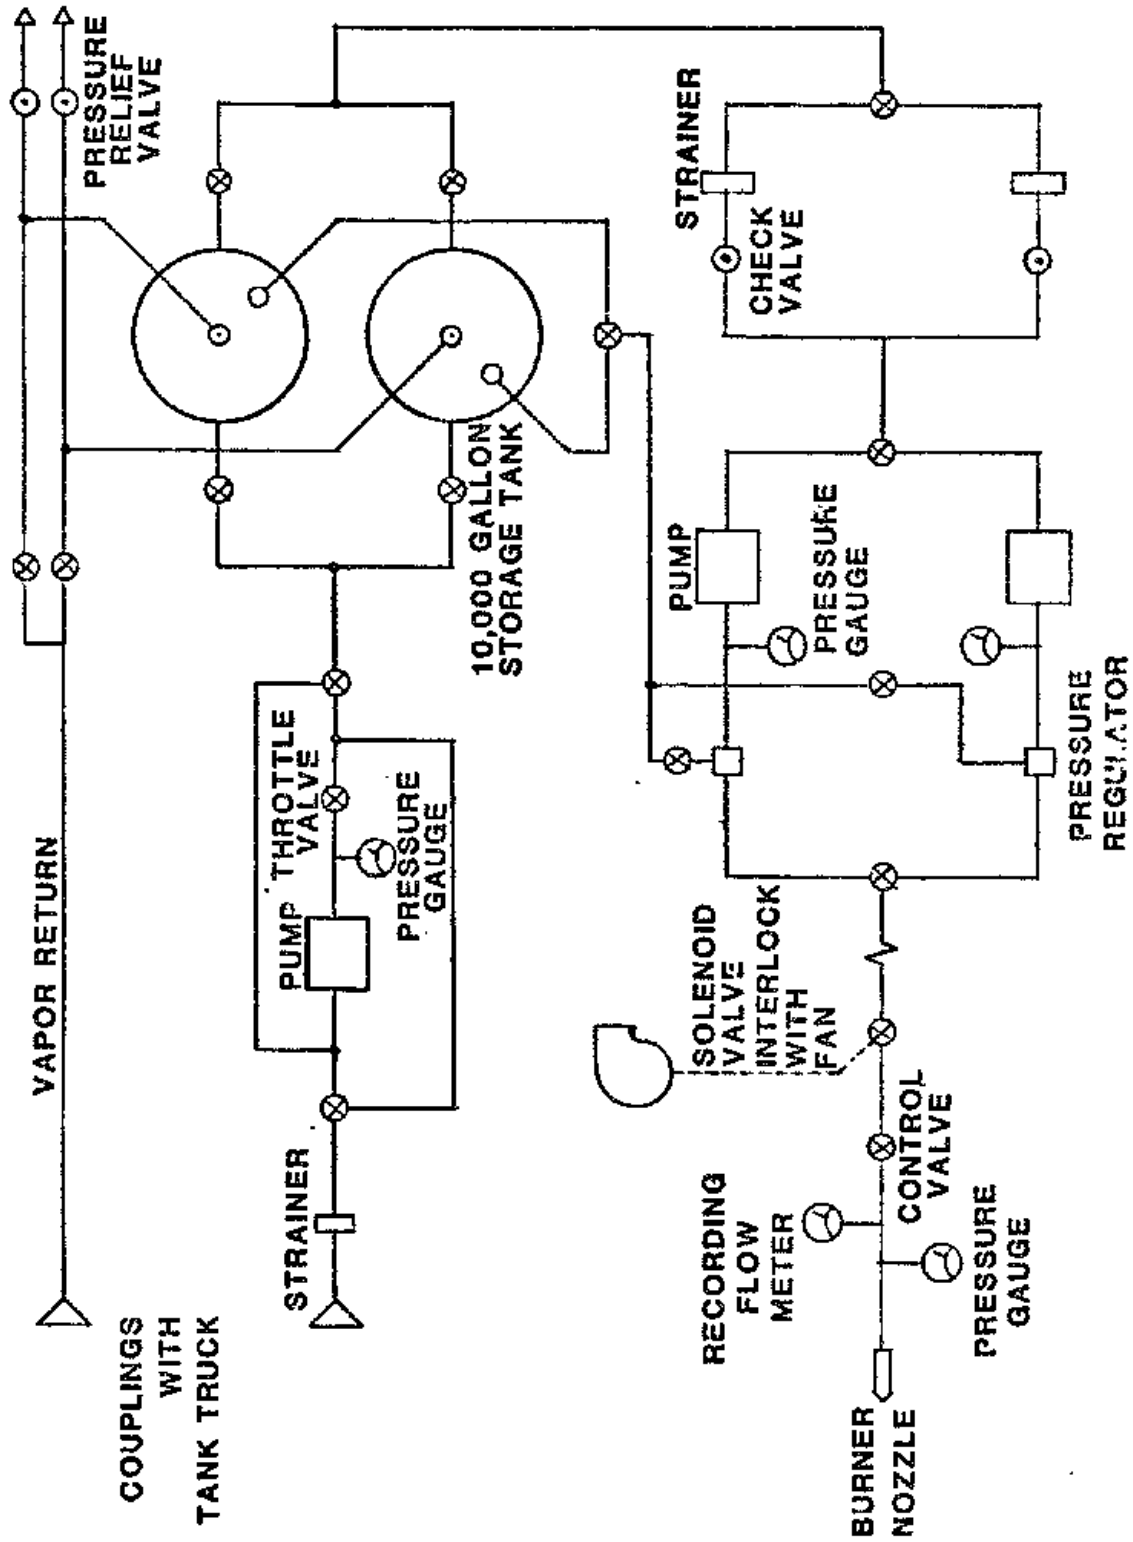 PRESSURE
RELIEF
VALVE
STRAINER
CHECK
VALVE
10,000 GALLON
STORAGE TANK
PUMP
PRESSURE
GAUGE
PRESSURE
REGULATOR
THROTTLE
VALVE
PUMP
PRESSURE
GAUGE
VAPOR RETURN
SOLENOID
VALVE
INTERLOCK
WITH
FAN
STRAINER
CONTROL
VALVE
RECORDING
FLOW
METER
PRESSURE
GAUGE
COUPLINGS
WITH
TANK TRUCK
BURNER
NOZZLE